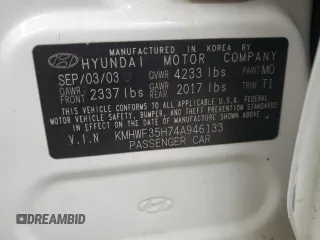 MANUFACTURED IN KOREA BY
HYUNDAI MOTOR COMPANY
SEP/03/03 GVWR 4233 lbs PAINT MO
GAWR FRONT 2337 lbs GAWR REAR 2017 lbs TRIM TI
THIS VEHICLE CONFORMS TO ALL APPLICABLE U.S. FEDERAL
MOTOR VEHICLE SAFETY, BUMPER, AND THEFT PREVENTION
STANDARDS IN EFFECT ON THE DATE OF MANUFACTURE
SHOWN ABOVE.
V.I.N KMHWF35H74A946133
PASSENGER CAR
DREAMBID